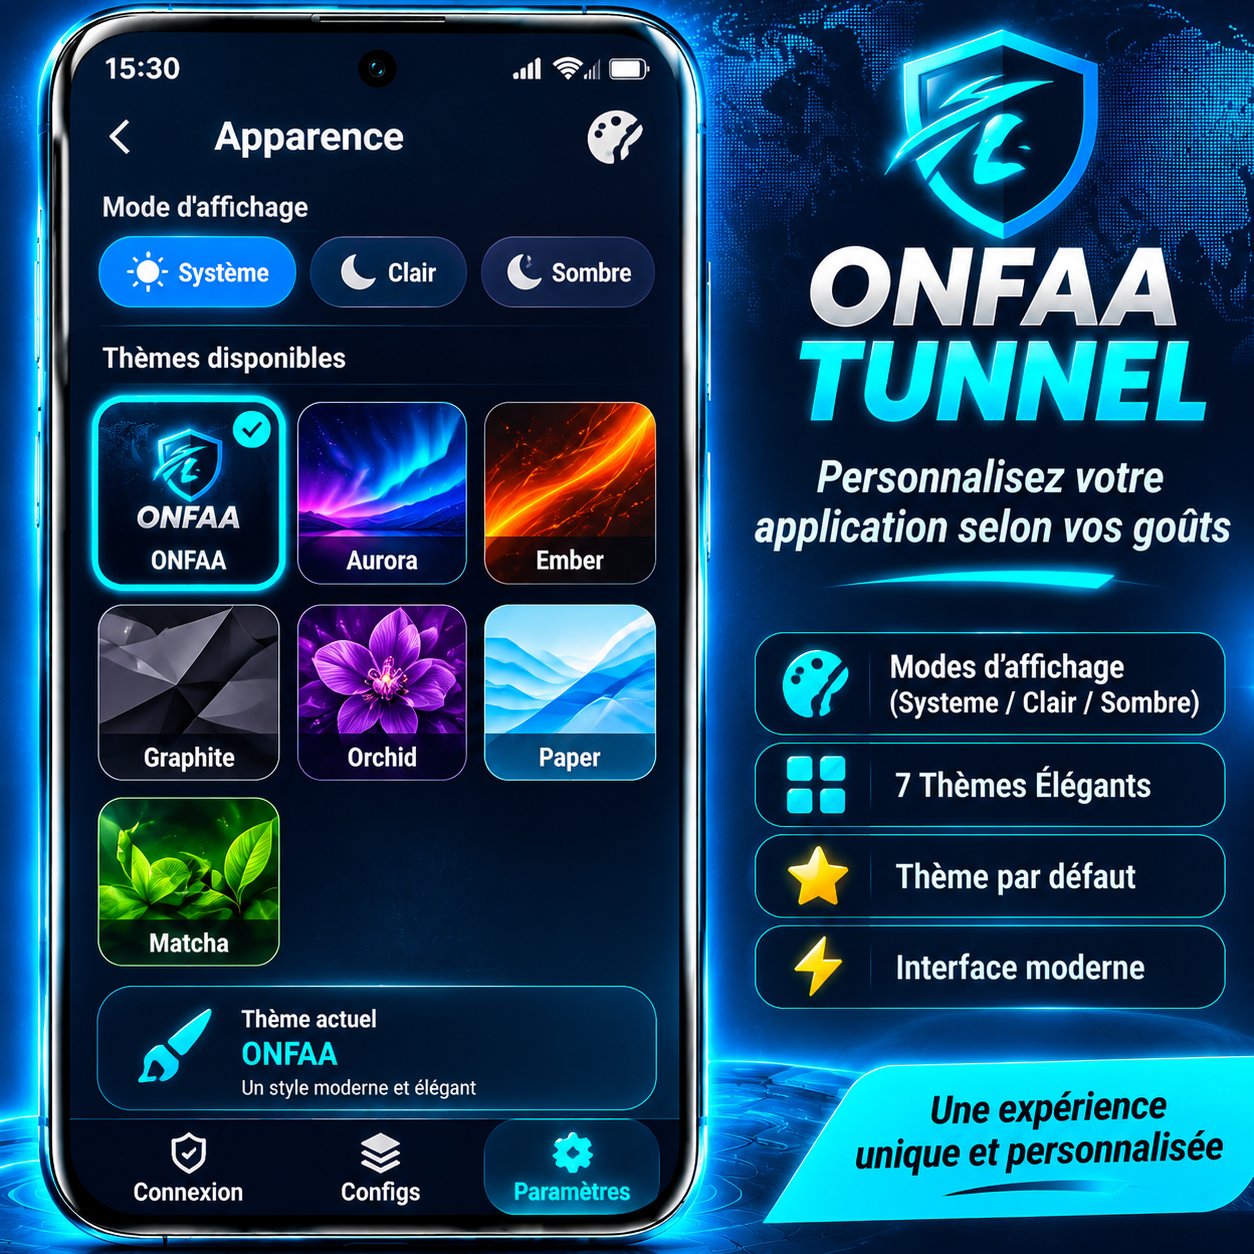 15:30
Apparence
Mode d'affichage
Système
Clair
Sombre
Thèmes disponibles
ONFAA
ONFAA
Aurora
Ember
Graphite
Orchid
Paper
Matcha
Thème actuel
ONFAA
Un style moderne et élégant
Connexion
Configs
Paramètres
ONFAA
TUNNEL
Personnalisez votre
application selon vos goûts
Modes d’affichage
(Systeme / Clair / Sombre)
7 Thèmes Élégants
Thème par défaut
Interface moderne
Une expérience
unique et personnalisée